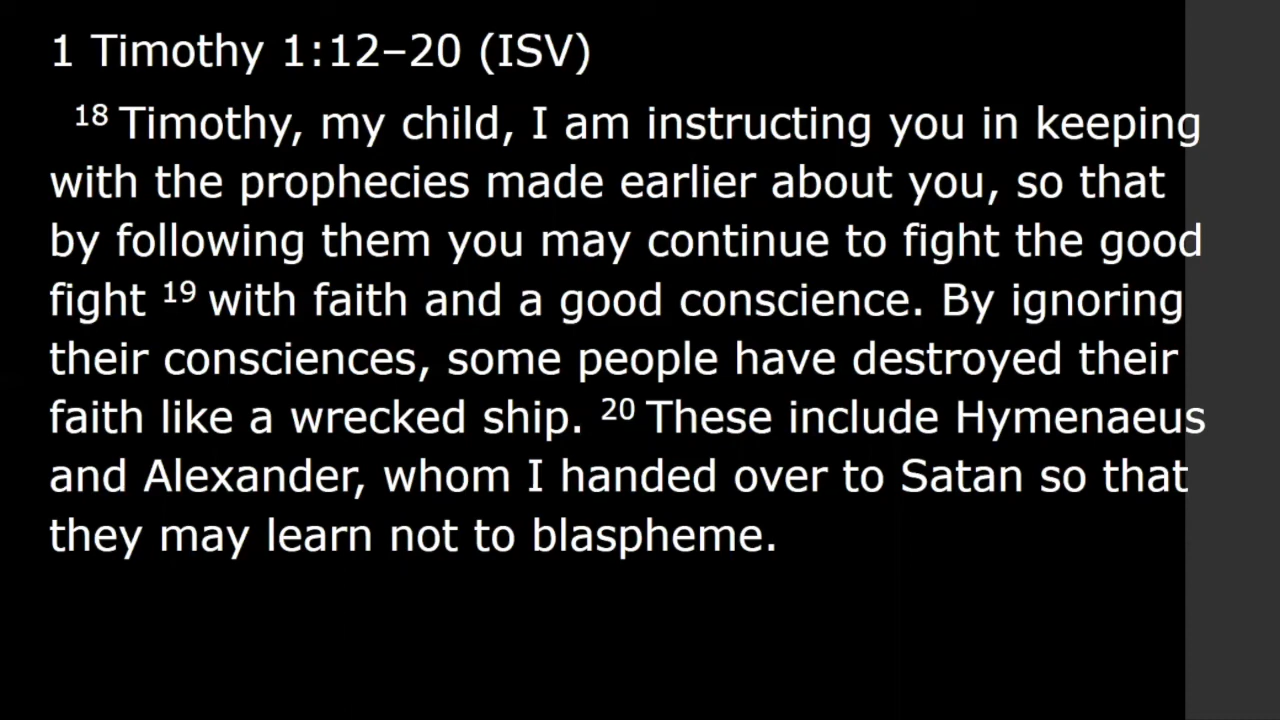 1 Timothy 1:12–20 (ISV)
18 Timothy, my child, I am instructing you in keeping
with the prophecies made earlier about you, so that
by following them you may continue to fight the good
fight 19 with faith and a good conscience. By ignoring
their consciences, some people have destroyed their
faith like a wrecked ship. 20 These include Hymenaeus
and Alexander, whom I handed over to Satan so that
they may learn not to blaspheme.